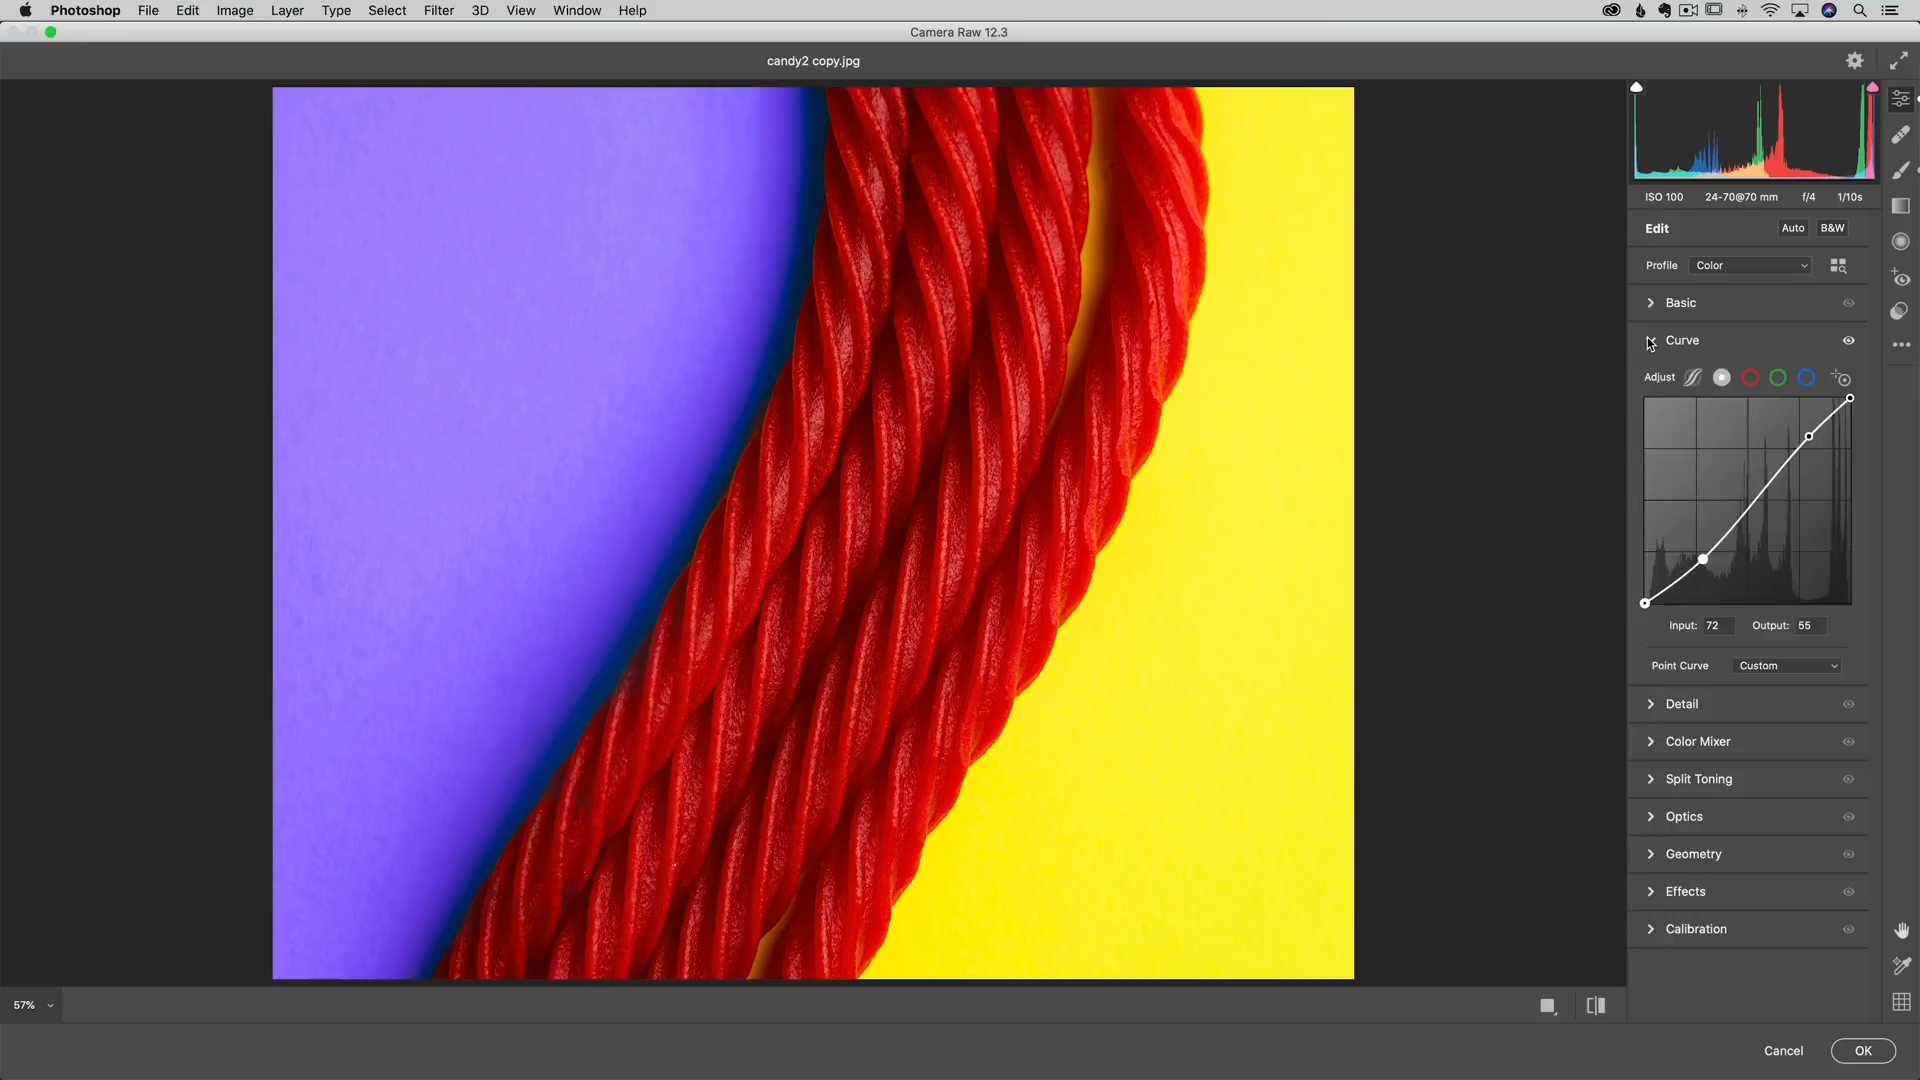 Photoshop File Edit Image Layer Type Select Filter 3D View Window Help
Camera Raw 12.3
candy2 copy.jpg
ISO 100 24-70@70 mm f/4 1/10s
Edit Auto B&W
Profile Color
Basic
Curve
Adjust
Input: 72 Output: 55
Point Curve Custom
Detail
Color Mixer
Split Toning
Optics
Geometry
Effects
Calibration
57%
Cancel OK